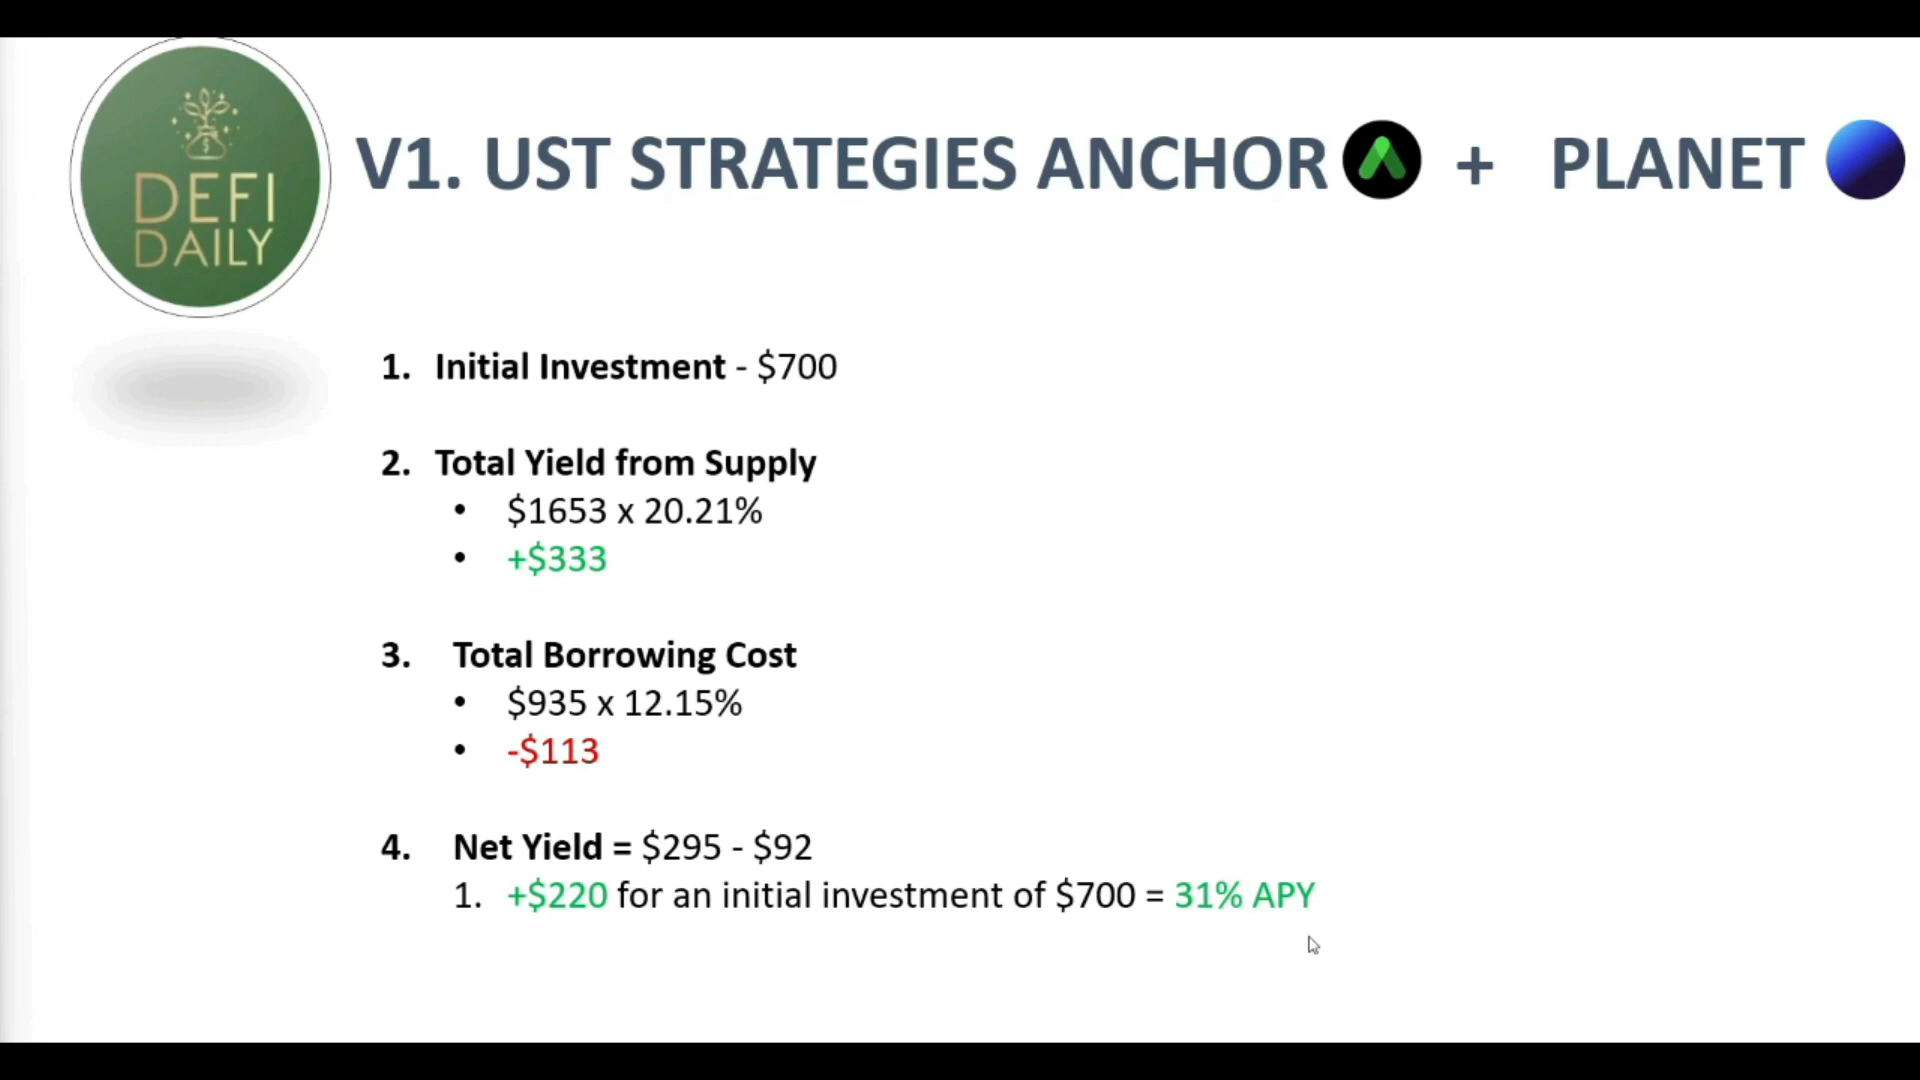 DEFI
DAILY
V1. UST STRATEGIES ANCHOR + PLANET
1. Initial Investment - $700
2. Total Yield from Supply
• $1653 x 20.21%
• +$333
3. Total Borrowing Cost
• $935 x 12.15%
• -$113
4. Net Yield = $295 - $92
1. +$220 for an initial investment of $700 = 31% APY